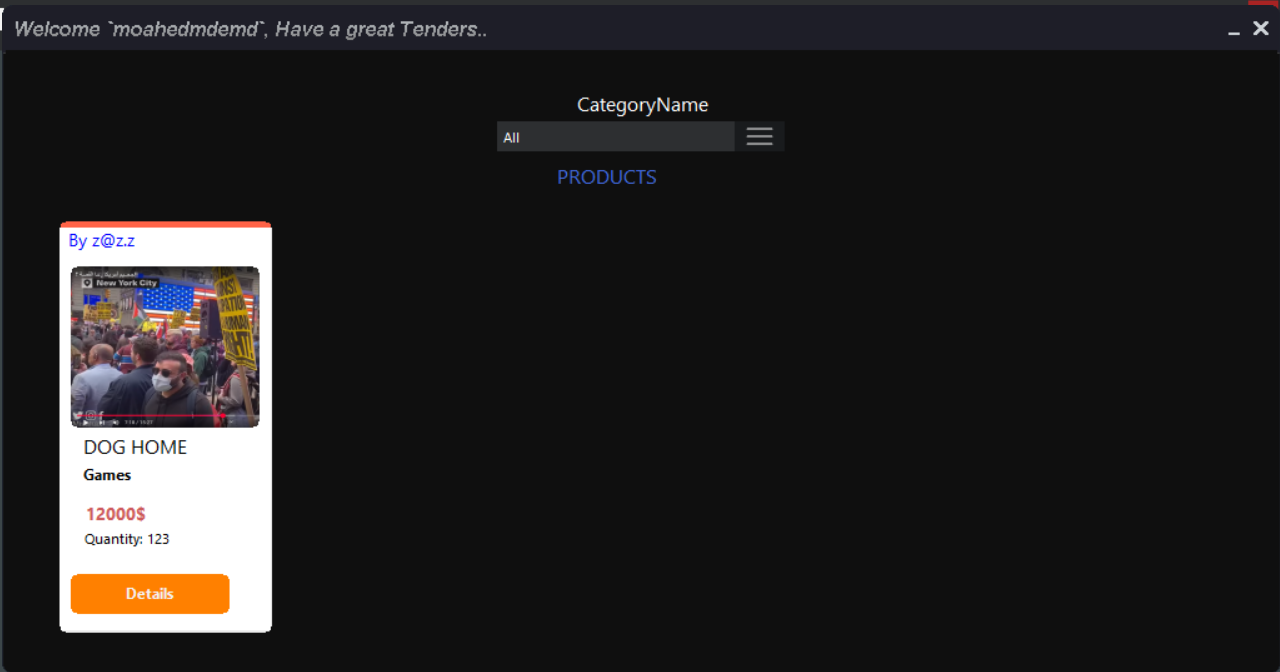 Welcome `moahedmdemd`, Have a great Tenders..
CategoryName
All
PRODUCTS
By z@z.z
New York City
DOG HOME
Games
12000$
Quantity: 123
Details